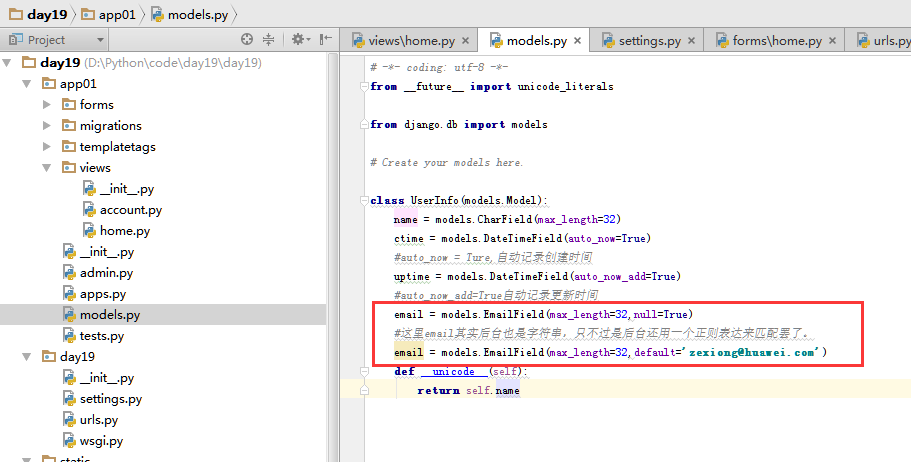 day19 app01 models.py
Project
views\home.py models.py settings.py forms\home.py urls.py
day19 (D:\Python\code\day19\day19)
app01
forms
migrations
templatetags
views
__init__.py
account.py
home.py
__init__.py
admin.py
apps.py
models.py
tests.py
day19
__init__.py
settings.py
urls.py
wsgi.py
static
# -*- coding: utf-8 -*-
from __future__ import unicode_literals
from django.db import models
# Create your models here.
class UserInfo(models.Model):
name = models.CharField(max_length=32)
ctime = models.DateTimeField(auto_now=True)
#auto_now = Ture,自动记录创建时间
uptime = models.DateTimeField(auto_now_add=True)
#auto_now_add=True自动记录更新时间
email = models.EmailField(max_length=32,null=True)
#这里email其实后台也是字符串，只不过是后台还用一个正则表达来匹配罢了。
email = models.EmailField(max_length=32,default='zexiong@huawei.com')
def __unicode__(self):
return self.name